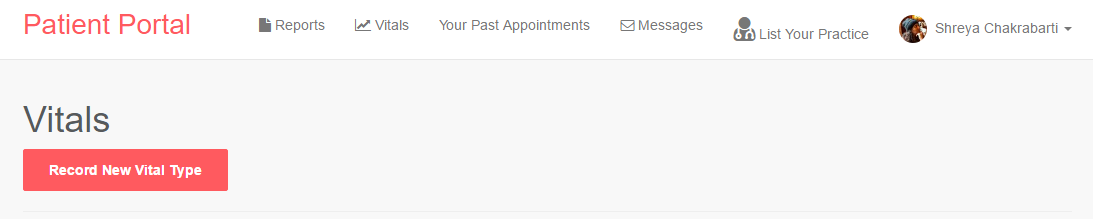 Patient Portal Reports Vitals Your Past Appointments Messages List Your Practice Shreya Chakrabarti
Vitals
Record New Vital Type